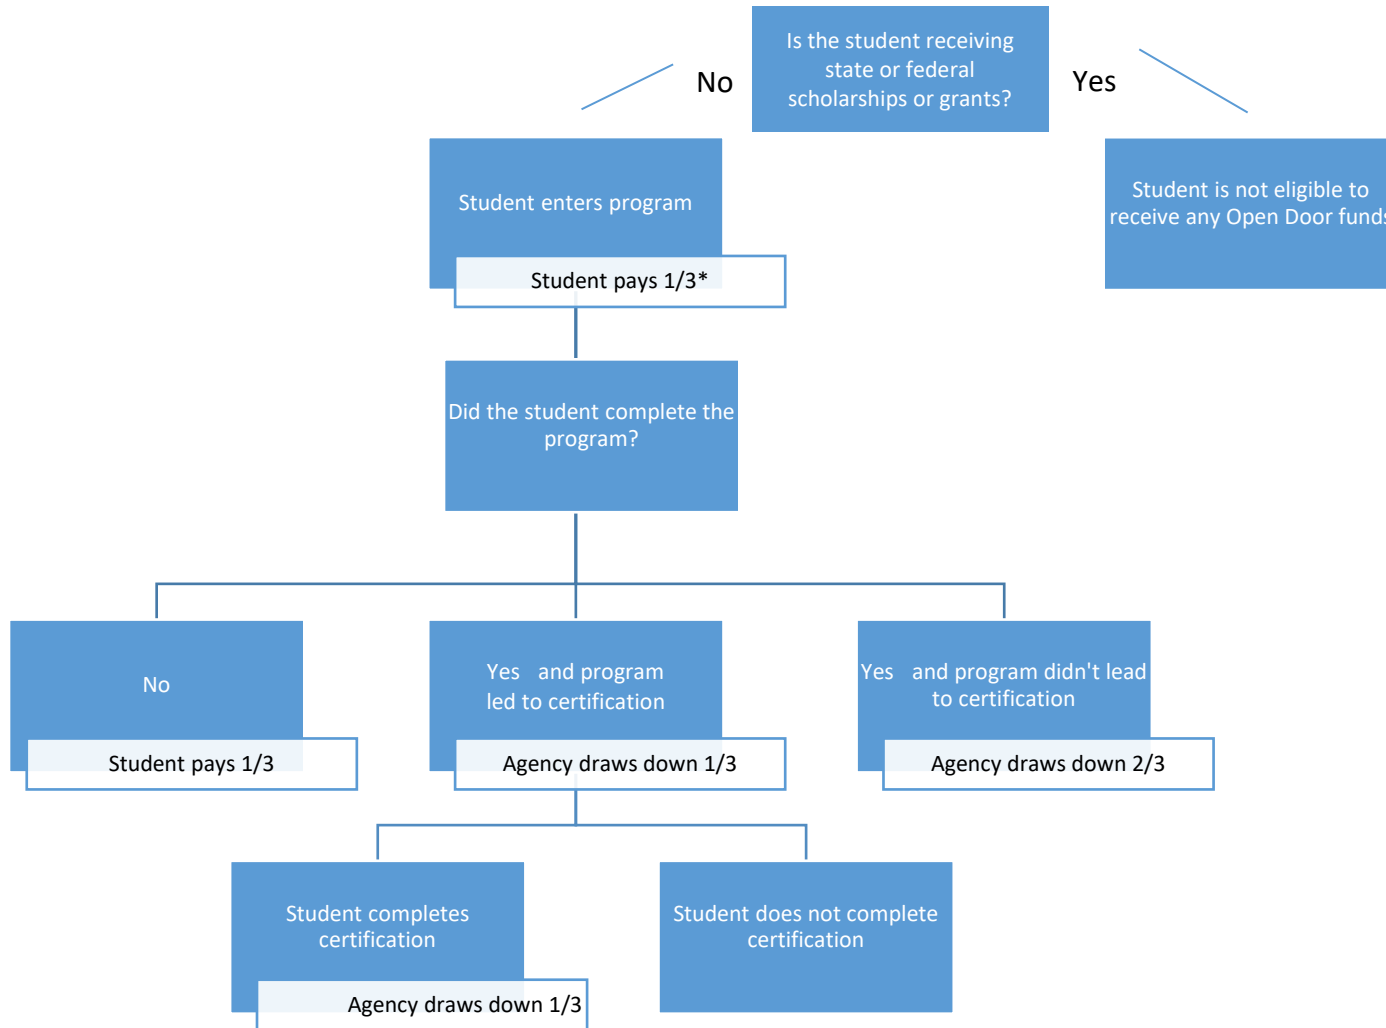 Is the student receiving
state or federal
scholarships or grants?
No
Yes
Student enters program
Student pays 1/3*
Student is not eligible to
receive any Open Door funds
Did the student complete the
program?
No
Student pays 1/3
Yes and program
led to certification
Agency draws down 1/3
Yes and program didn't lead
to certification
Agency draws down 2/3
Student completes
certification
Agency draws down 1/3
Student does not complete
certification